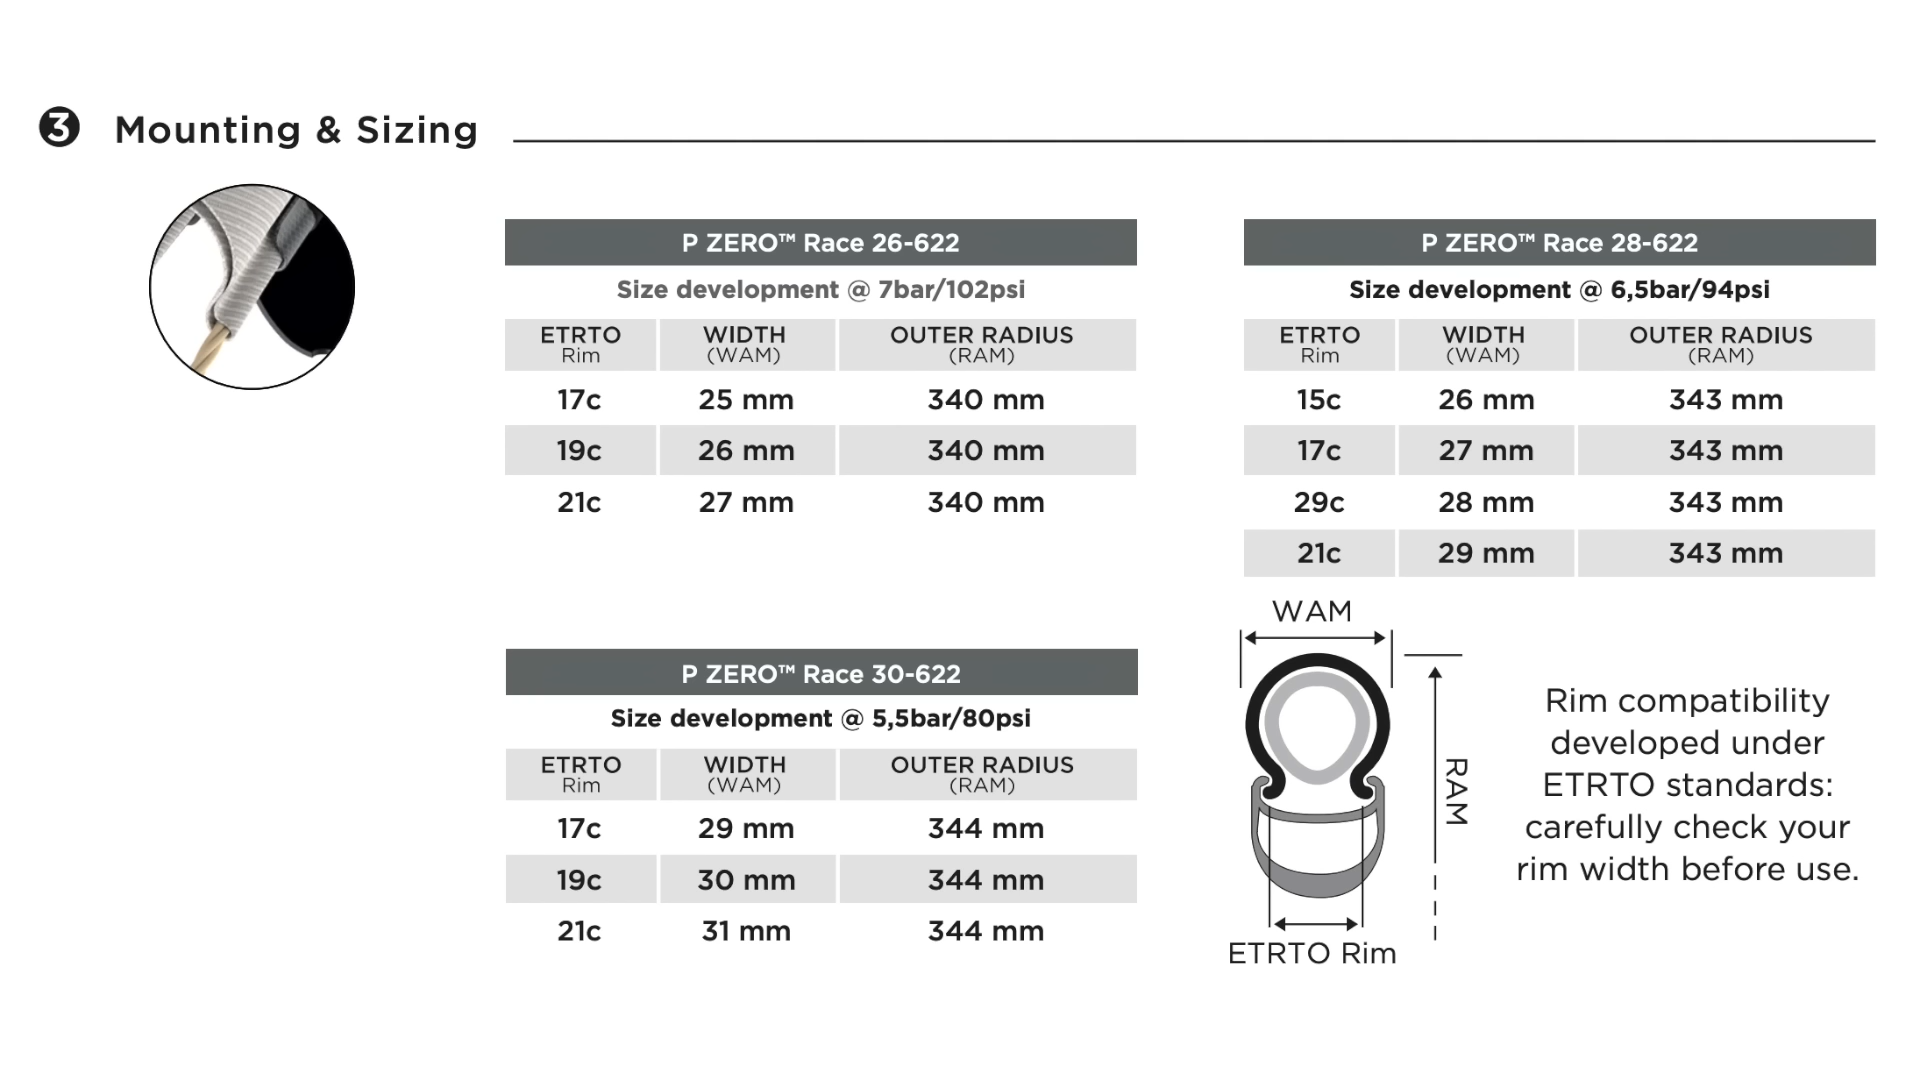 3 Mounting & Sizing
P ZERO™ Race 26-622
Size development @ 7bar/102psi
ETRTO WIDTH OUTER RADIUS
Rim (WAM) (RAM)
17c 25 mm 340 mm
19c 26 mm 340 mm
21c 27 mm 340 mm
P ZERO™ Race 28-622
Size development @ 6,5bar/94psi
ETRTO WIDTH OUTER RADIUS
Rim (WAM) (RAM)
15c 26 mm 343 mm
17c 27 mm 343 mm
29c 28 mm 343 mm
21c 29 mm 343 mm
P ZERO™ Race 30-622
Size development @ 5,5bar/80psi
ETRTO WIDTH OUTER RADIUS
Rim (WAM) (RAM)
17c 29 mm 344 mm
19c 30 mm 344 mm
21c 31 mm 344 mm
WAM
RAM
ETRTO Rim
Rim compatibility
developed under
ETRTO standards:
carefully check your
rim width before use.